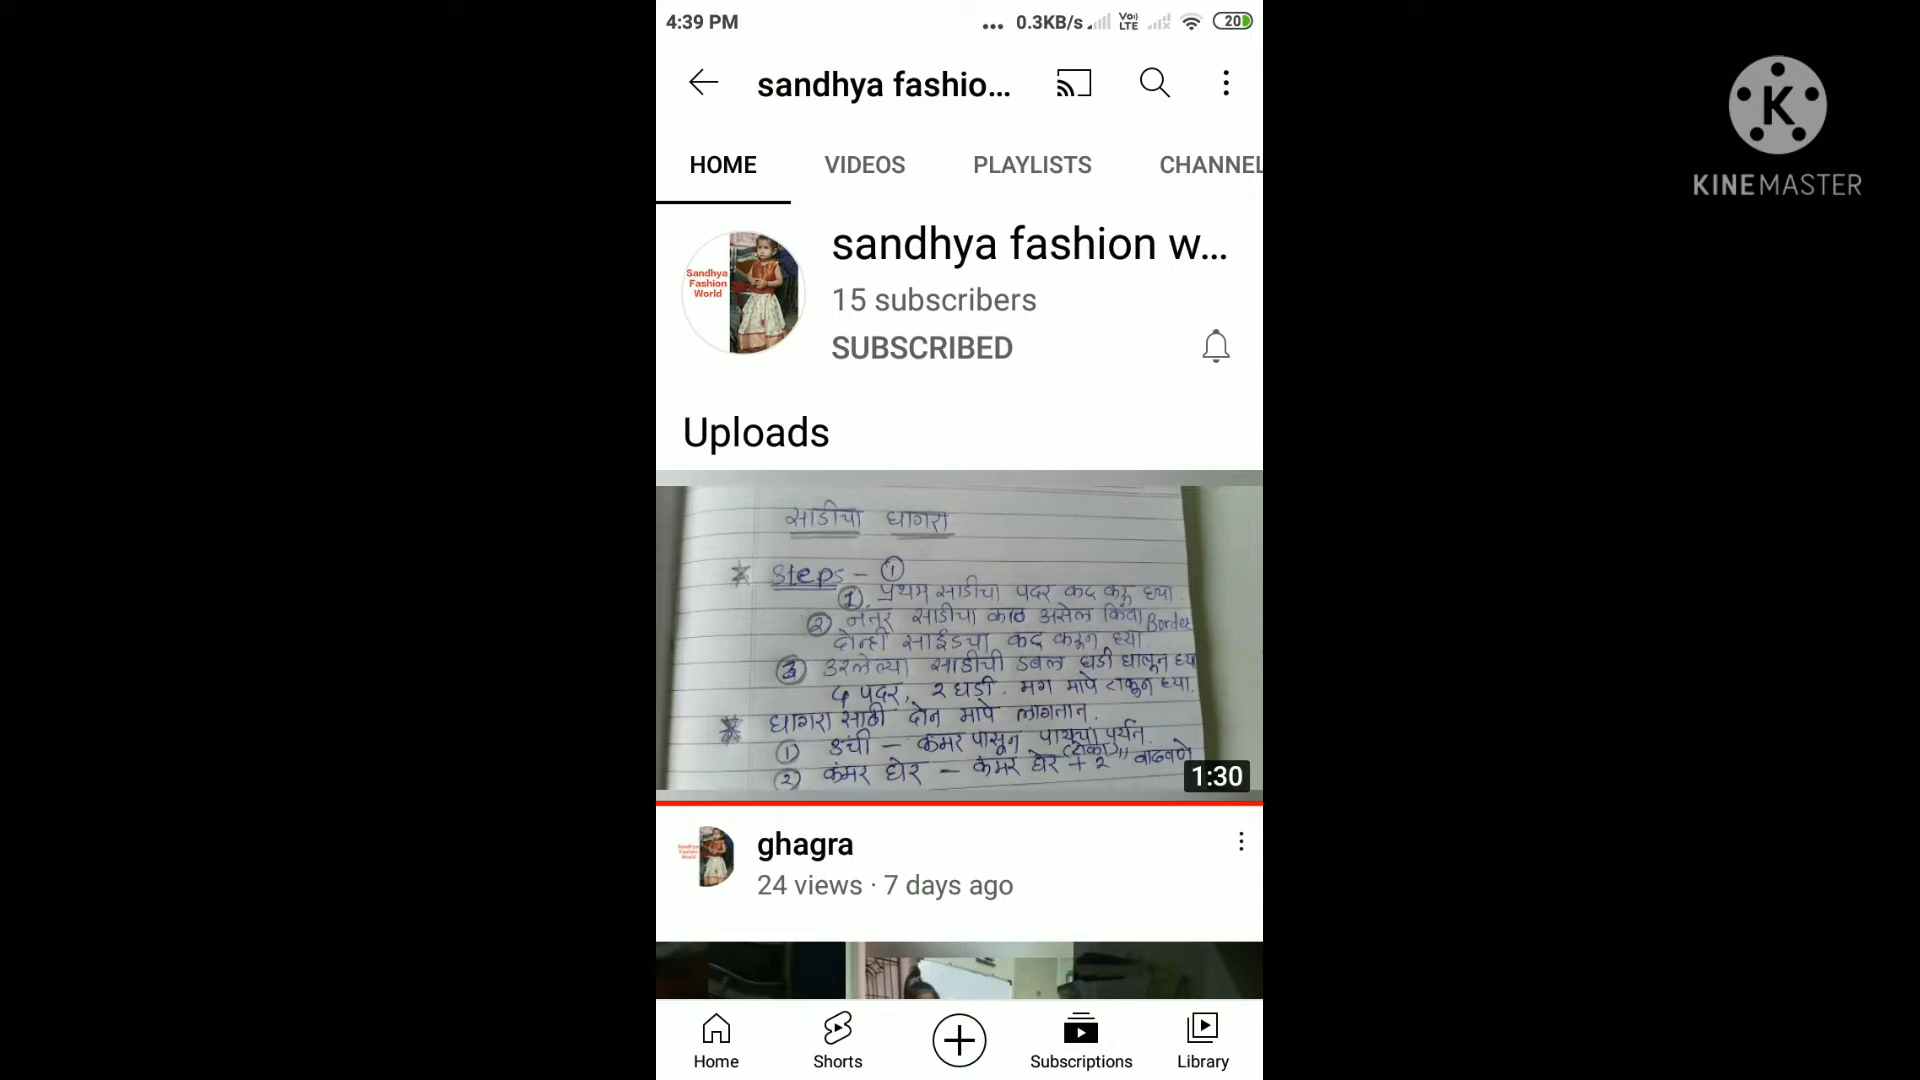 4:39 PM
... 0.3KB/s Vo) LTE 20
sandhya fashio...
HOME VIDEOS PLAYLISTS CHANNEL
Sandhya
Fashion
World
sandhya fashion w...
15 subscribers
SUBSCRIBED
Uploads
साडीचा घागरा
Steps - ①
①. प्रथम साडीचा पदर कट करू घ्या.
② नंतर साडीचा काठ असेल किंवा Border
दोन्ही साईडचा कट करून घ्या
③ उरलेल्या साडीची डबल घडी घालून घ्या
4 पदर, 2 घडी. मग मापे टाकून घ्या.
घागरा साठी दोन मापे लागतात.
① उंची - कंमर पासून पर्यंत.
② कंमर घेर - कंमर घेर + 2" वाढवणे
1:30
ghagra
24 views · 7 days ago
Home Shorts Subscriptions Library
K
KINEMASTER